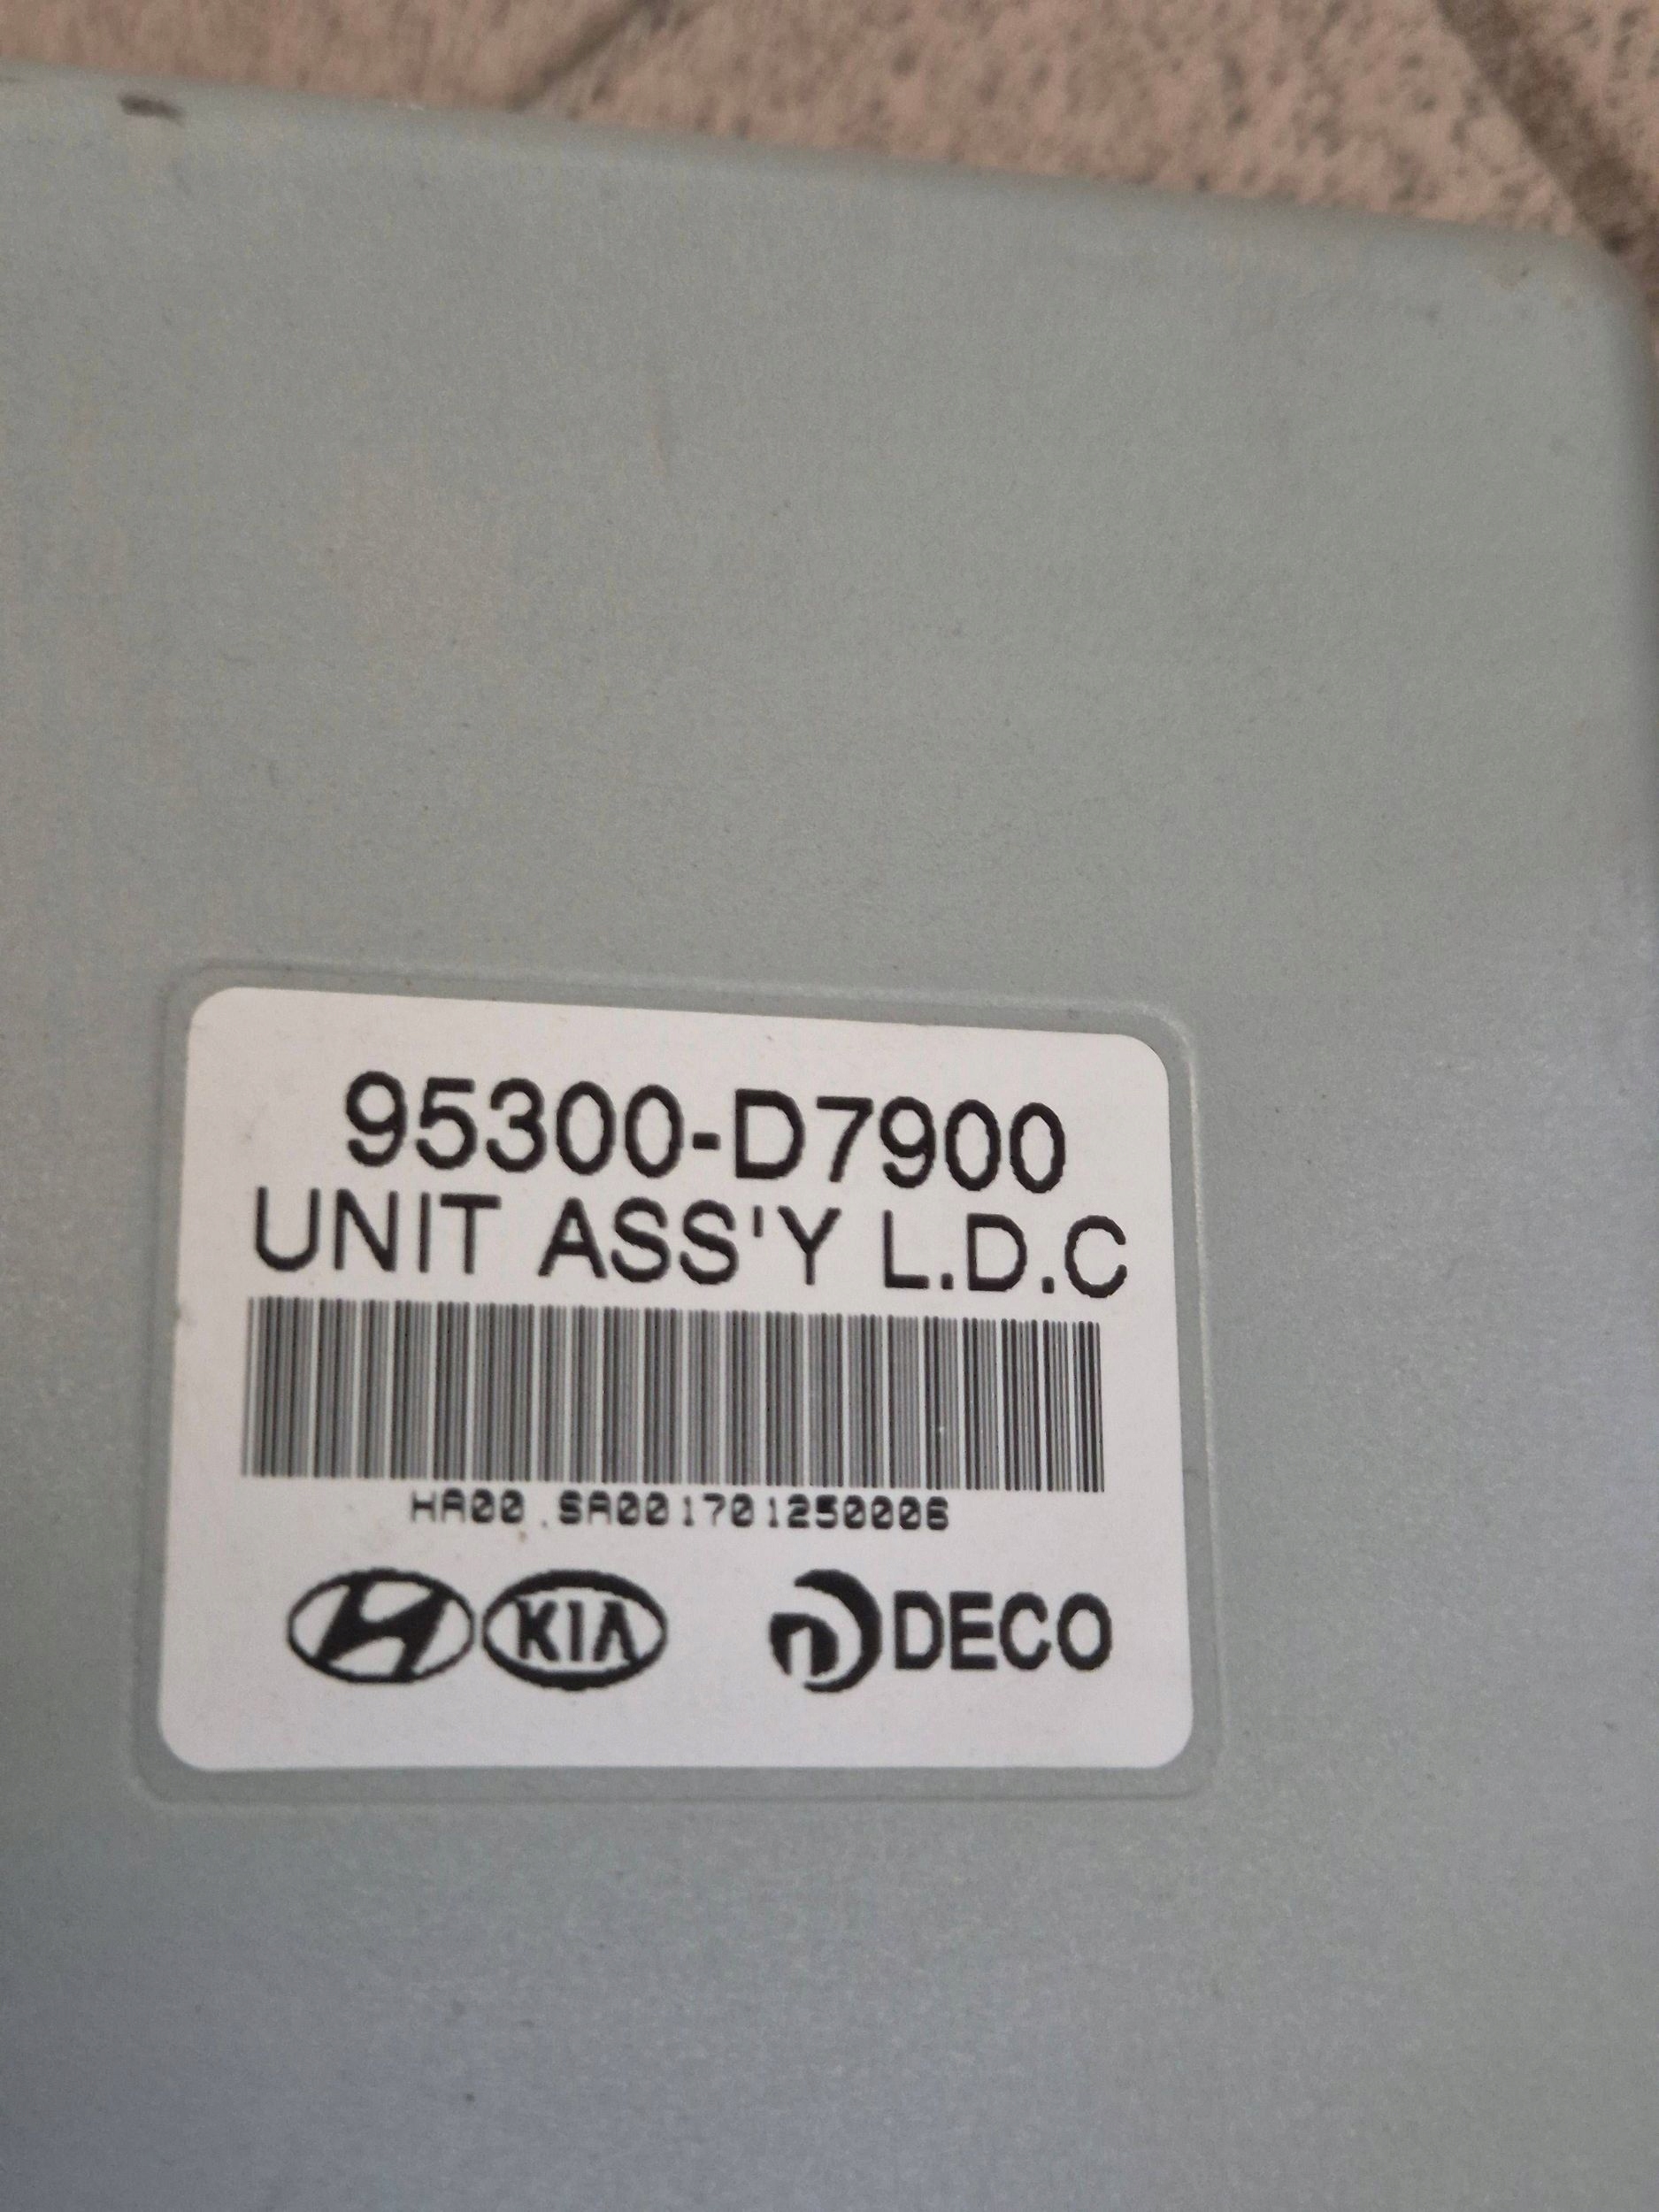 95300-D7900
UNIT ASS'Y L.D.C
HA00.SA001701250006
KIA DECO